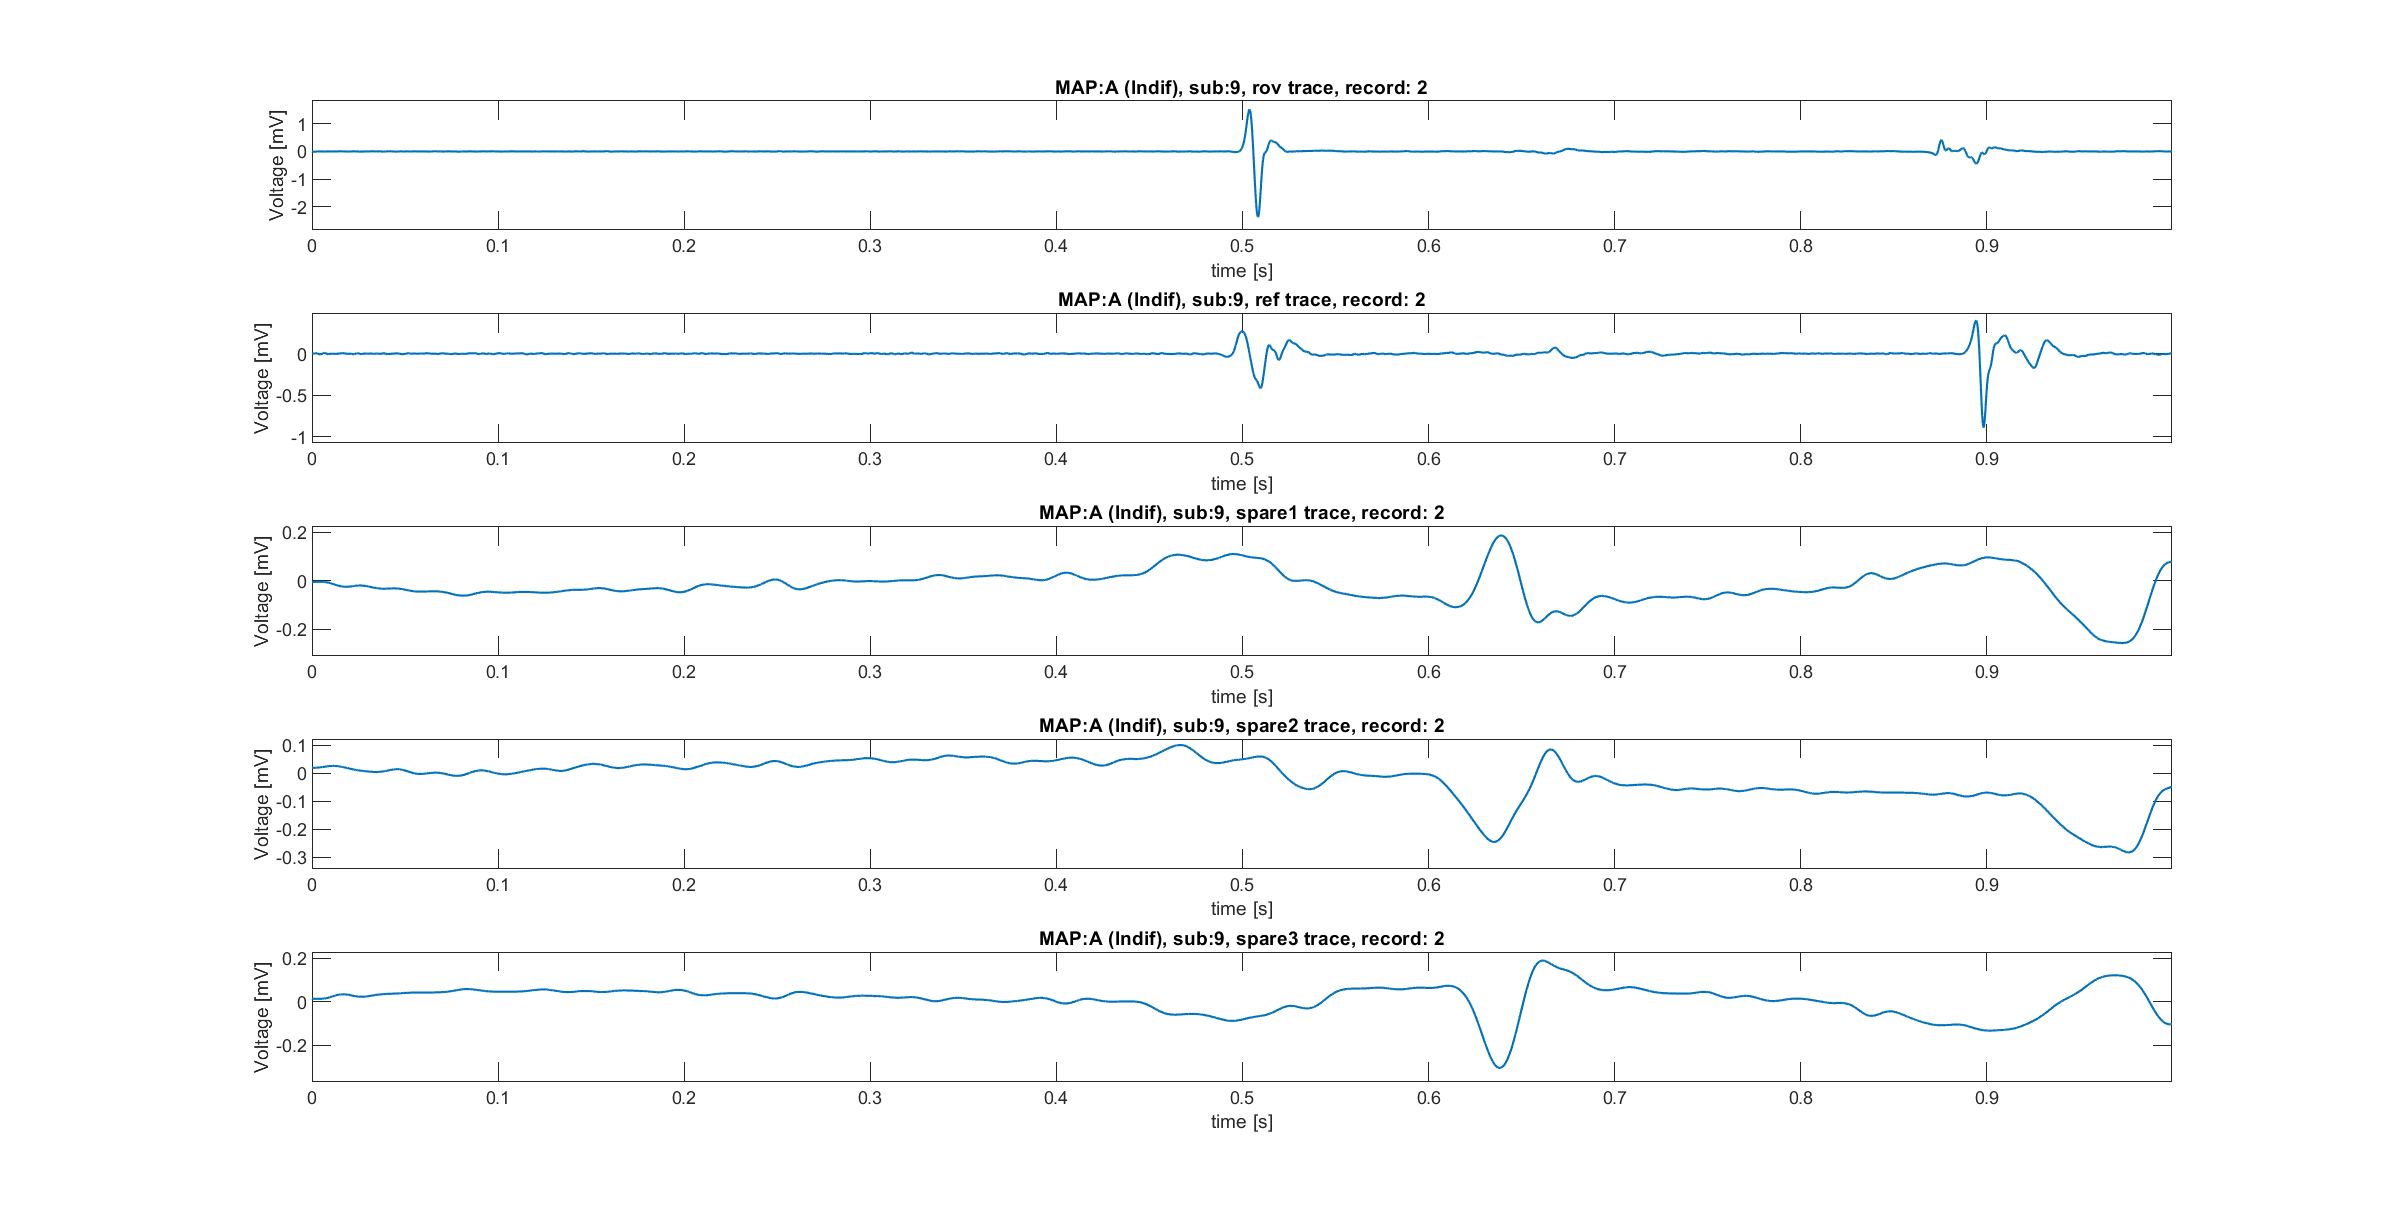 MAP:A (Indif), sub:9, rov trace, record: 2
Voltage [mV]
1
0
-1
-2
0 0.1 0.2 0.3 0.4 0.5 0.6 0.7 0.8 0.9
time [s]
MAP:A (Indif), sub:9, ref trace, record: 2
Voltage [mV]
0
-0.5
-1
0 0.1 0.2 0.3 0.4 0.5 0.6 0.7 0.8 0.9
time [s]
MAP:A (Indif), sub:9, spare1 trace, record: 2
Voltage [mV]
0.2
0
-0.2
0 0.1 0.2 0.3 0.4 0.5 0.6 0.7 0.8 0.9
time [s]
MAP:A (Indif), sub:9, spare2 trace, record: 2
Voltage [mV]
0.1
0
-0.1
-0.2
-0.3
0 0.1 0.2 0.3 0.4 0.5 0.6 0.7 0.8 0.9
time [s]
MAP:A (Indif), sub:9, spare3 trace, record: 2
Voltage [mV]
0.2
0
-0.2
0 0.1 0.2 0.3 0.4 0.5 0.6 0.7 0.8 0.9
time [s]